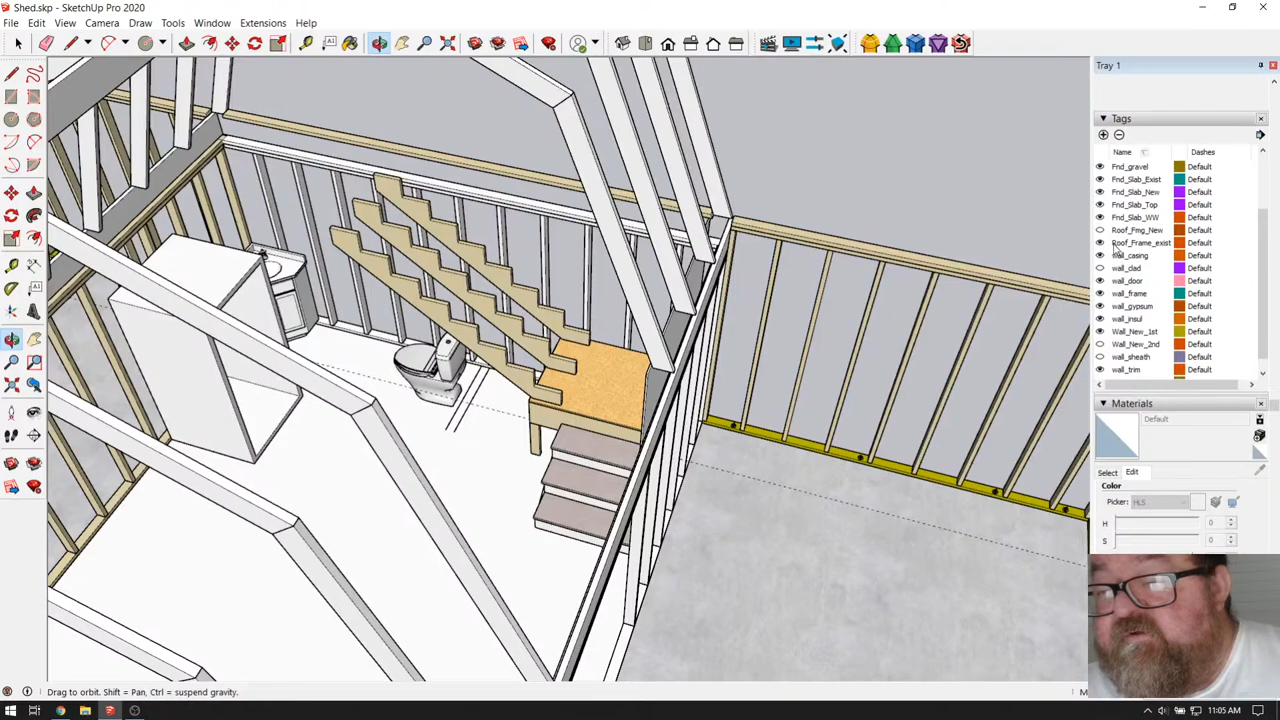 Shed.skp - SketchUp Pro 2020
File Edit View Camera Draw Tools Window Extensions Help
Tray 1
Tags
Name Dashes
Fnd_gravel Default
Fnd_Slab_Exist Default
Fnd_Slab_New Default
Fnd_Slab_Top Default
Fnd_Slab_WW Default
Roof_Fmg_New Default
Roof_Frame_exist Default
wall_casing Default
wall_clad Default
wall_door Default
wall_frame Default
wall_gypsum Default
wall_insul Default
Wall_New_1st Default
Wall_New_2nd Default
wall_sheath Default
wall_trim Default
Materials
Default
Select Edit
Color
Picker: HLS
H 0
S 0
Drag to orbit. Shift = Pan, Ctrl = suspend gravity.
M
11:05 AM